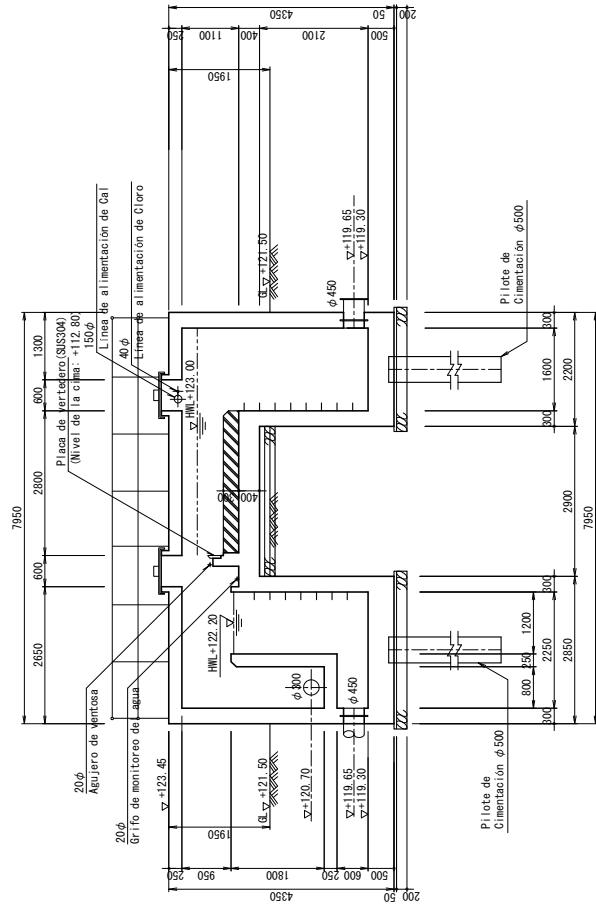 7950
2650
600
2800
600
1300
20φ
Agujero de ventosa
20φ
Grifo de monitoreo de agua
Placa de vertedero(SUS304)
(Nivel de la cima: +112.80)
150φ
Línea de alimentación de Cal
40φ
Línea de alimentación de Cloro
▽+123.45
GL▽+121.50
▽+120.70
▽+119.65
▽+119.30
1950
250
950
1800
250
600
500
4350
50
200
HWL+122.20
HWL+123.00
φ300
φ450
300
400
φ450
GL▽+121.50
▽+119.65
▽+119.30
1950
250
1100
400
2100
500
4350
50
200
Pilote de
Cimentación φ500
Pilote de
Cimentación φ500
800
250
1200
300
2250
300
2900
300
1600
300
2850
2200
7950